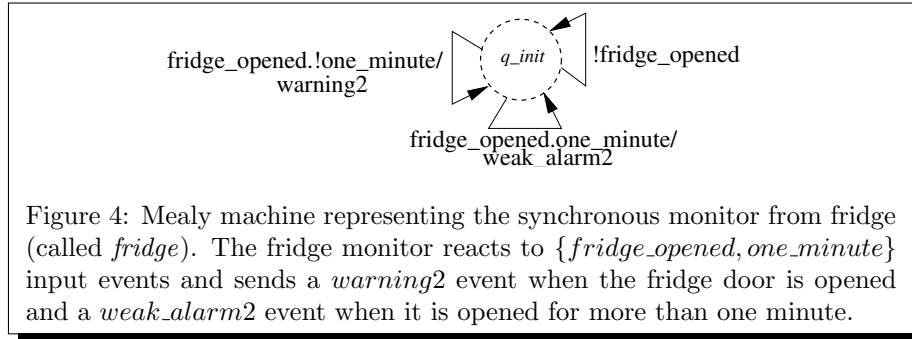 fridge_opened.!one_minute/
warning2
q_init
!fridge_opened
fridge_opened.one_minute/
weak_alarm2
Figure 4: Mealy machine representing the synchronous monitor from fridge
(called fridge). The fridge monitor reacts to {fridge_opened, one_minute}
input events and sends a warning2 event when the fridge door is opened
and a weak_alarm2 event when it is opened for more than one minute.